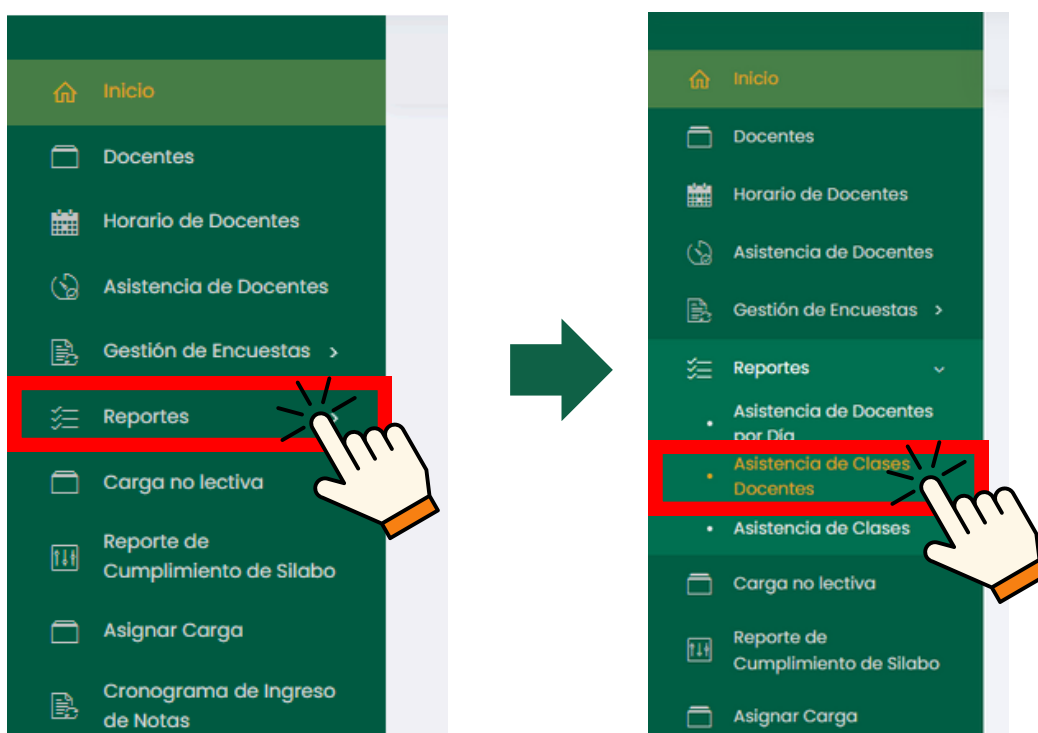 Inicio
Docentes
Horario de Docentes
Asistencia de Docentes
Gestión de Encuestas >
Reportes
Carga no lectiva
Reporte de
Cumplimiento de Silabo
Asignar Carga
Cronograma de Ingreso
de Notas
Inicio
Docentes
Horario de Docentes
Asistencia de Docentes
Gestión de Encuestas >
Reportes
Asistencia de Docentes
por Día
Asistencia de Clases
Docentes
Asistencia de Clases
Carga no lectiva
Reporte de
Cumplimiento de Silabo
Asignar Carga